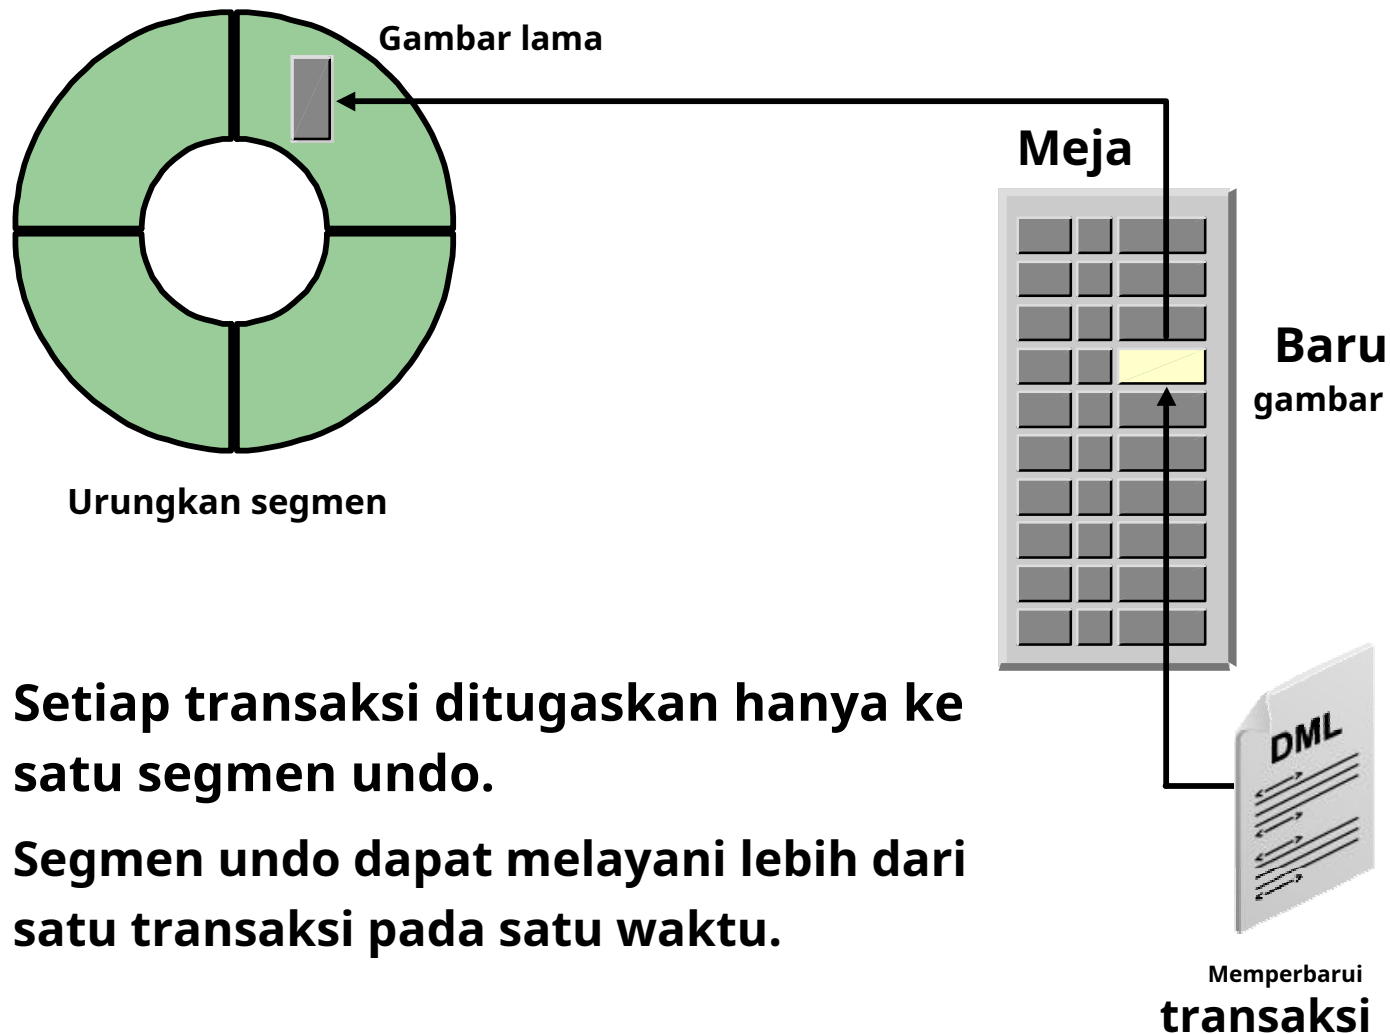 Gambar lama
Meja
Baru
gambar
Urungkan segmen
Setiap transaksi ditugaskan hanya ke
satu segmen undo.
Segmen undo dapat melayani lebih dari
satu transaksi pada satu waktu.
DML
Memperbarui
transaksi